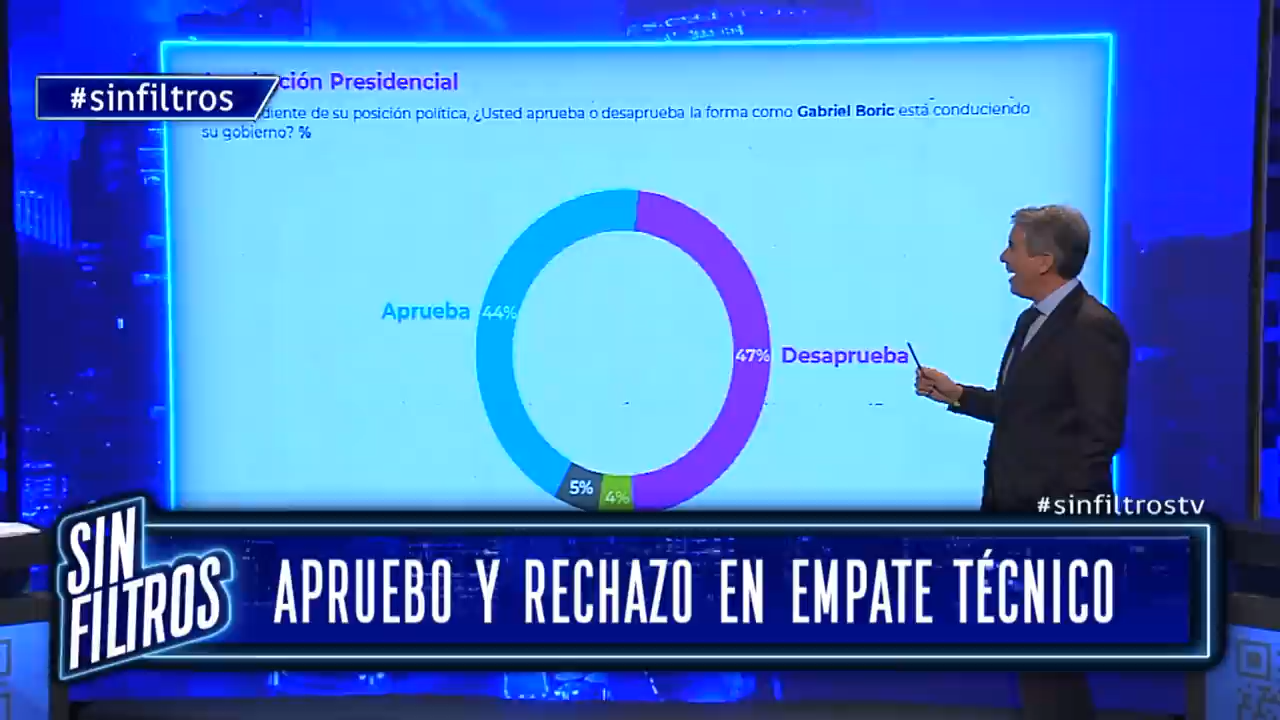 #sinfiltros
ción Presidencial
diente de su posición política, ¿Usted aprueba o desaprueba la forma como Gabriel Boric está conduciendo
su gobierno? %
Aprueba 44%
47% Desaprueba
5% 4%
#sinfiltrostv
SIN
FILTROS
APRUEBO Y RECHAZO EN EMPATE TÉCNICO